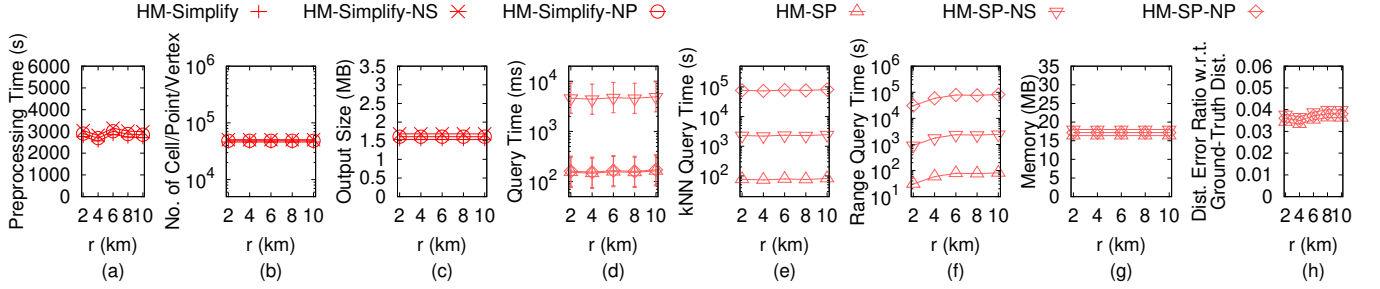 HM-Simplify HM-Simplify-NS HM-Simplify-NP HM-SP HM-SP-NS HM-SP-NP
Preprocessing Time (s)
6000
5000
4000
3000
2000
1000
0
2 4 6 8 10
r (km)
(a)
No. of Cell/Point/Vertex
10^6
10^5
10^4
2 4 6 8 10
r (km)
(b)
Output Size (MB)
3.5
3
2.5
2
1.5
1
0.5
0
2 4 6 8 10
r (km)
(c)
Query Time (ms)
10^4
10^3
10^2
2 4 6 8 10
r (km)
(d)
kNN Query Time (s)
10^5
10^4
10^3
10^2
2 4 6 8 10
r (km)
(e)
Range Query Time (s)
10^6
10^5
10^4
10^3
10^2
10^1
2 4 6 8 10
r (km)
(f)
Memory (MB)
35
30
25
20
15
10
5
0
2 4 6 8 10
r (km)
(g)
Dist. Error Ratio w.r.t.
Ground-Truth Dist.
0.06
0.05
0.04
0.03
0.02
0.01
0
2 4 6 8 10
r (km)
(h)